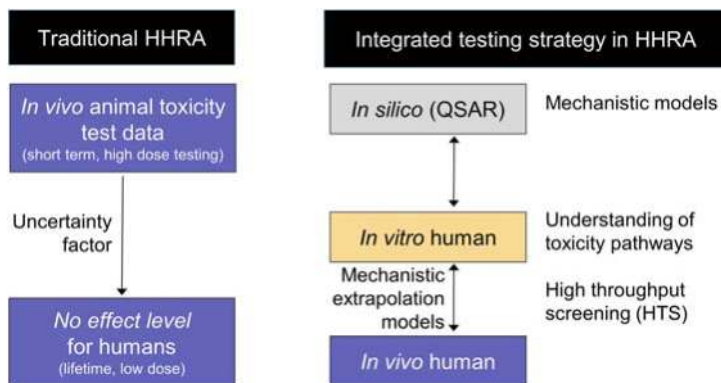 Traditional HHRA
In vivo animal toxicity
test data
(short term, high dose testing)
Uncertainty
factor
No effect level
for humans
(lifetime, low dose)
Integrated testing strategy in HHRA
In silico (QSAR)
Mechanistic models
In vitro human
Understanding of
toxicity pathways
Mechanistic
extrapolation
models
High throughput
screening (HTS)
In vivo human